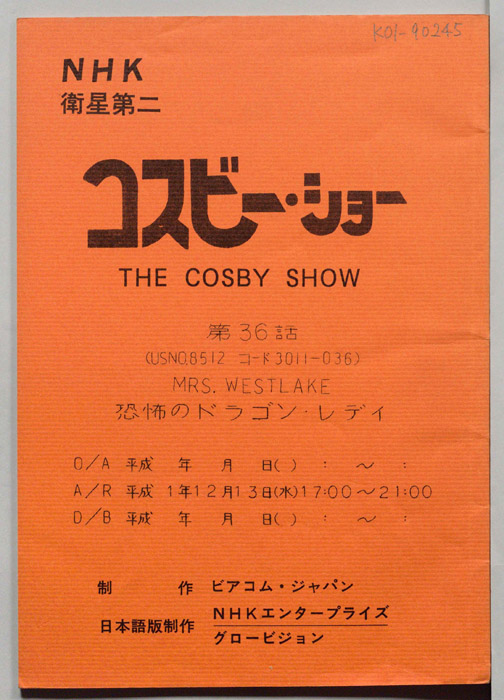 K01-90245
NHK
衛星第二
コスビー・ショー
THE COSBY SHOW
第36話
(USNO.8512 コード3011-036)
MRS. WESTLAKE
恐怖のドラゴン・レディ
O/A 平成 年 月 日( ) : ～ :
A/R 平成 1年12月13日(水)17:00～21:00
D/B 平成 年 月 日( ) : ～ :
制 作 ビアコム・ジャパン
日本語版制作 NHKエンタープライズ
グロービジョン